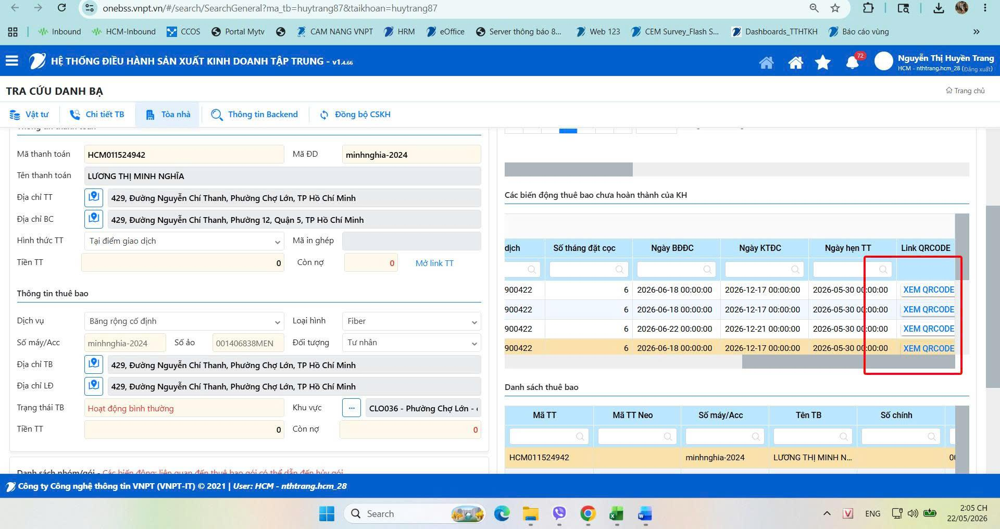 onebss.vnpt.vn/#/search/SearchGeneral?ma_tb=huytrang87&taikhoan=huytrang87
Inbound HCM-Inbound CCOS Portal Mytv CAM NANG VNPT HRM eOffice Server thông báo 8... Web 123 CEM Survey_Flash S... Dashboards_TTHTKH Báo cáo vùng »
HỆ THỐNG ĐIỀU HÀNH SẢN XUẤT KINH DOANH TẬP TRUNG - v1.4.66
72
Nguyễn Thị Huyền Trang
HCM - nthtrang.hcm_28 (Đăng xuất)
TRA CỨU DANH BẠ
Trang chủ
Vật tư Chi tiết TB Tòa nhà Thông tin Backend Đồng bộ CSKH
Mã thanh toán HCM011524942 Mã ĐD minhnghia-2024
Tên thanh toán LƯƠNG THỊ MINH NGHĨA
Địa chỉ TT 429, Đường Nguyễn Chí Thanh, Phường Chợ Lớn, TP Hồ Chí Minh
Địa chỉ BC 429, Đường Nguyễn Chí Thanh, Phường 12, Quận 5, TP Hồ Chí Minh
Hình thức TT Tại điểm giao dịch Mã in ghép
Tiền TT 0 Còn nợ 0 Mở link TT
Thông tin thuê bao
Dịch vụ Băng rộng cố định Loại hình Fiber
Số máy/Acc minhnghia-2024 Số ảo 001406838MEN Đối tượng Tư nhân
Địa chỉ TB 429, Đường Nguyễn Chí Thanh, Phường Chợ Lớn, TP Hồ Chí Minh
Địa chỉ LĐ 429, Đường Nguyễn Chí Thanh, Phường Chợ Lớn, TP Hồ Chí Minh
Trạng thái TB Hoạt động bình thường Khu vực ... CLO036 - Phường Chợ Lớn -
Tiền TT 0 Còn nợ 0
Danh sách nhóm/gói - Các biến động: liên quan đến thuê bao gói có thể dẫn đến hủy gói
Các biến động thuê bao chưa hoàn thành của KH
dịch Số tháng đặt cọc Ngày BĐĐC Ngày KTĐC Ngày hẹn TT Link QRCODE
900422 6 2026-06-18 00:00:00 2026-12-17 00:00:00 2026-05-30 00:00:00 XEM QRCODE
900422 6 2026-06-18 00:00:00 2026-12-17 00:00:00 2026-05-30 00:00:00 XEM QRCODE
900422 6 2026-06-22 00:00:00 2026-12-21 00:00:00 2026-05-30 00:00:00 XEM QRCODE
900422 6 2026-06-18 00:00:00 2026-12-17 00:00:00 2026-05-30 00:00:00 XEM QRCODE
Danh sách thuê bao
Mã TT Mã TT Neo Số máy/Acc Tên TB Số chính
HCM011524942 minhnghia-2024 LƯƠNG THỊ MINH N...
Công ty Công nghệ thông tin VNPT (VNPT-IT) © 2021 | User: HCM - nthtrang.hcm_28
Search
ENG
2:05 CH
22/05/2026